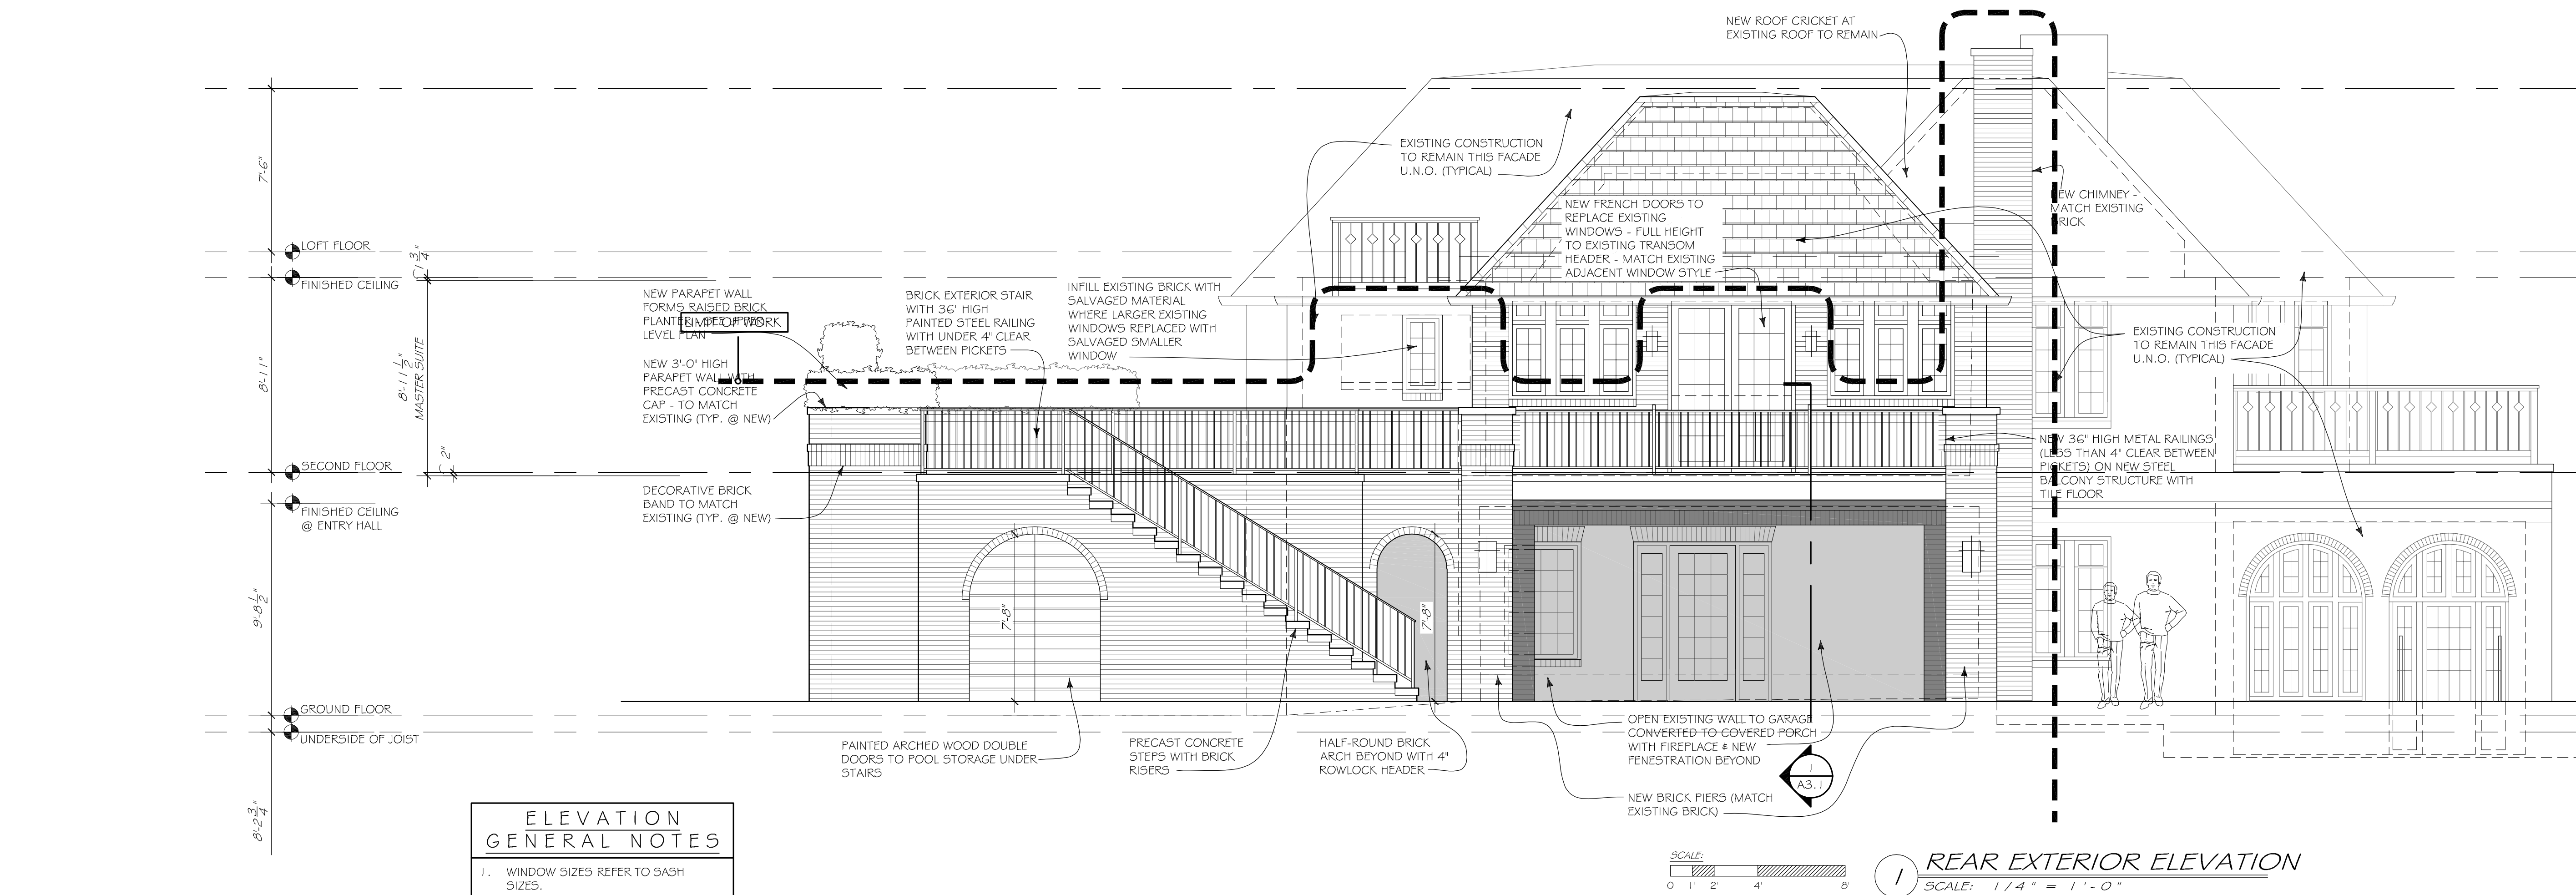 NEW ROOF CRICKET AT
EXISTING ROOF TO REMAIN
EXISTING CONSTRUCTION
TO REMAIN THIS FACADE
U.N.O. (TYPICAL)
7'-6"
NEW FRENCH DOORS TO
REPLACE EXISTING
WINDOWS - FULL HEIGHT
TO EXISTING TRANSOM
HEADER - MATCH EXISTING
ADJACENT WINDOW STYLE
NEW CHIMNEY -
MATCH EXISTING
BRICK
LOFT FLOOR
1 3/4"
FINISHED CEILING
NEW PARAPET WALL
FORMS RAISED BRICK
PLANTER - SEE UPPER
LEVEL PLAN
LIMIT OF WORK
BRICK EXTERIOR STAIR
WITH 36" HIGH
PAINTED STEEL RAILING
WITH UNDER 4" CLEAR
BETWEEN PICKETS
INFILL EXISTING BRICK WITH
SALVAGED MATERIAL
WHERE LARGER EXISTING
WINDOWS REPLACED WITH
SALVAGED SMALLER
WINDOW
EXISTING CONSTRUCTION
TO REMAIN THIS FACADE
U.N.O. (TYPICAL)
8'-11"
8'-11 1/2"
MASTER SUITE
NEW 3'-0" HIGH
PARAPET WALL WITH
PRECAST CONCRETE
CAP - TO MATCH
EXISTING (TYP. @ NEW)
2"
SECOND FLOOR
NEW 36" HIGH METAL RAILINGS
(LESS THAN 4" CLEAR BETWEEN
PICKETS) ON NEW STEEL
BALCONY STRUCTURE WITH
TILE FLOOR
DECORATIVE BRICK
BAND TO MATCH
EXISTING (TYP. @ NEW)
FINISHED CEILING
@ ENTRY HALL
9'-8 1/2"
7'-8"
7'-8"
GROUND FLOOR
UNDERSIDE OF JOIST
PAINTED ARCHED WOOD DOUBLE
DOORS TO POOL STORAGE UNDER
STAIRS
PRECAST CONCRETE
STEPS WITH BRICK
RISERS
HALF-ROUND BRICK
ARCH BEYOND WITH 4"
ROWLOCK HEADER
OPEN EXISTING WALL TO GARAGE
CONVERTED TO COVERED PORCH
WITH FIREPLACE & NEW
FENESTRATION BEYOND
1
A3.1
NEW BRICK PIERS (MATCH
EXISTING BRICK)
8'-2 3/4"
ELEVATION
GENERAL NOTES
1. WINDOW SIZES REFER TO SASH
SIZES.
SCALE:
0 1' 2' 4' 8'
1 REAR EXTERIOR ELEVATION
SCALE: 1/4" = 1'-0"